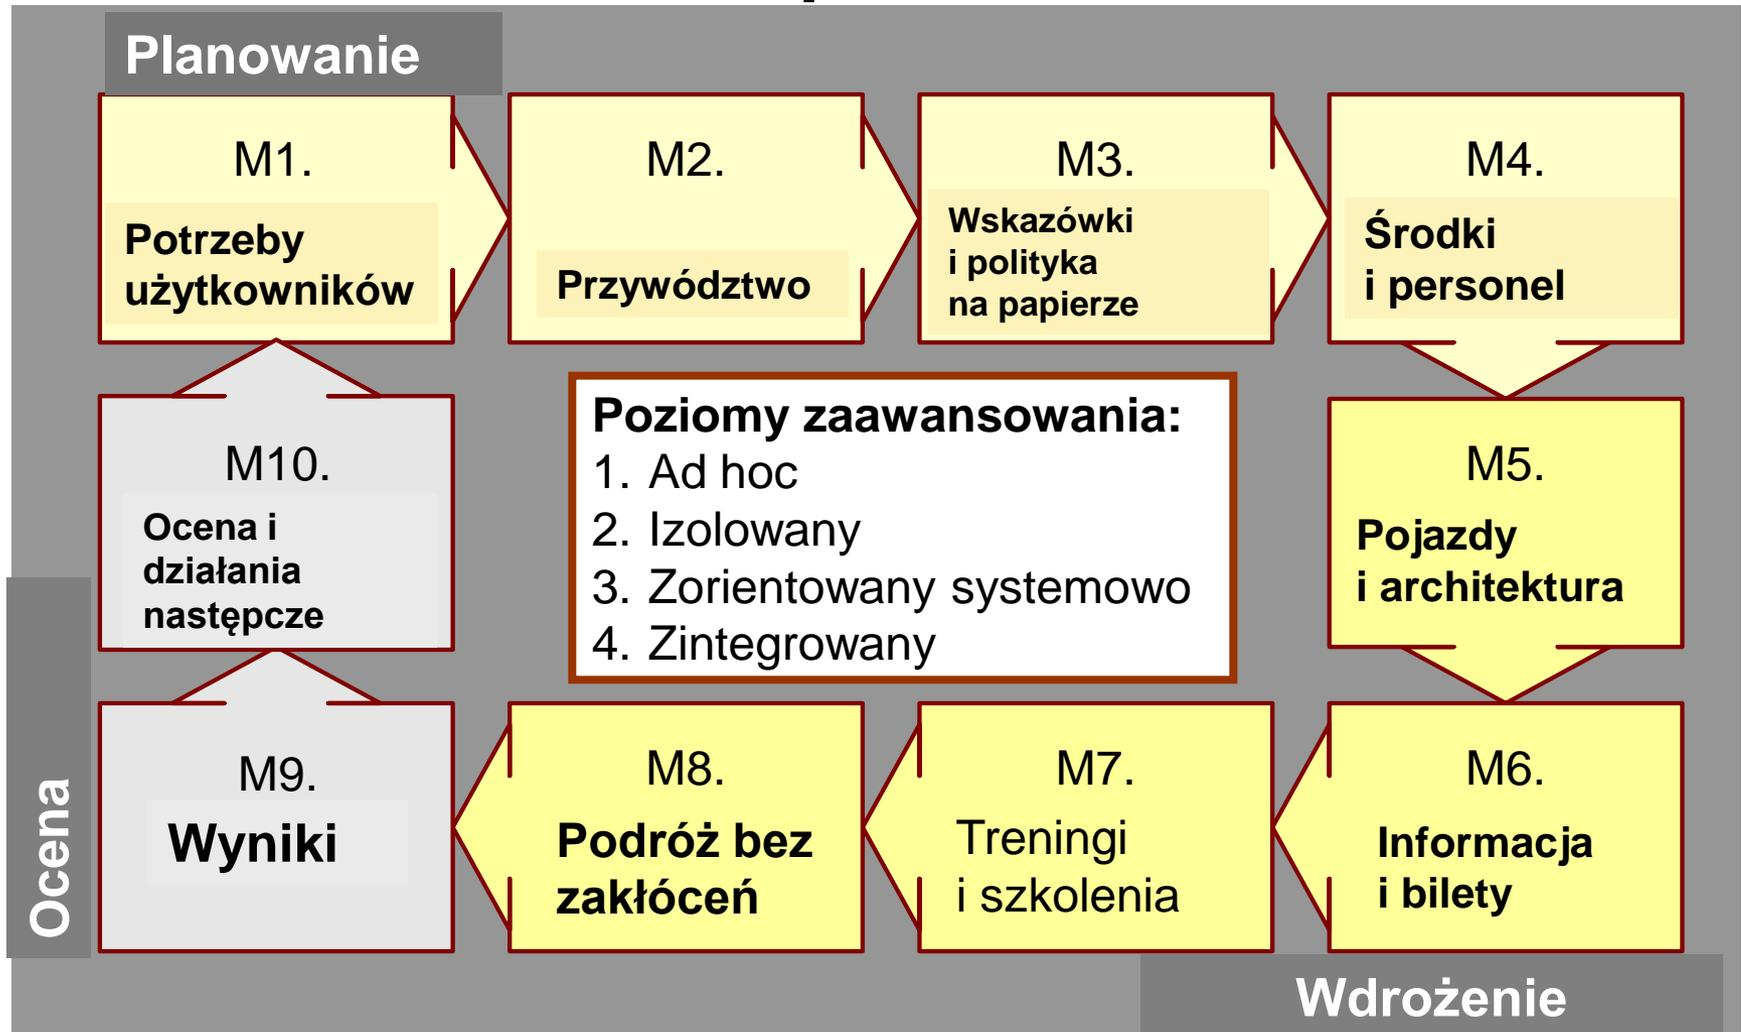 Planowanie
M1.
Potrzeby
użytkowników
M2.
Przywództwo
M3.
Wskazówki
i polityka
na papierze
M4.
Środki
i personel
M10.
Ocena i
działania
następcze
Poziomy zaawansowania:
1. Ad hoc
2. Izolowany
3. Zorientowany systemowo
4. Zintegrowany
M5.
Pojazdy
i architektura
Ocena
M9.
Wyniki
M8.
Podróż bez
zakłóceń
M7.
Treningi
i szkolenia
M6.
Informacja
i bilety
Wdrożenie